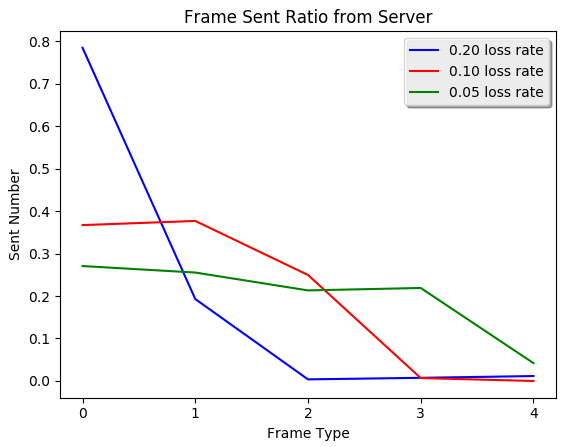 Frame Sent Ratio from Server
0.20 loss rate
0.10 loss rate
0.05 loss rate
Sent Number
0.8
0.7
0.6
0.5
0.4
0.3
0.2
0.1
0.0
0 1 2 3 4
Frame Type